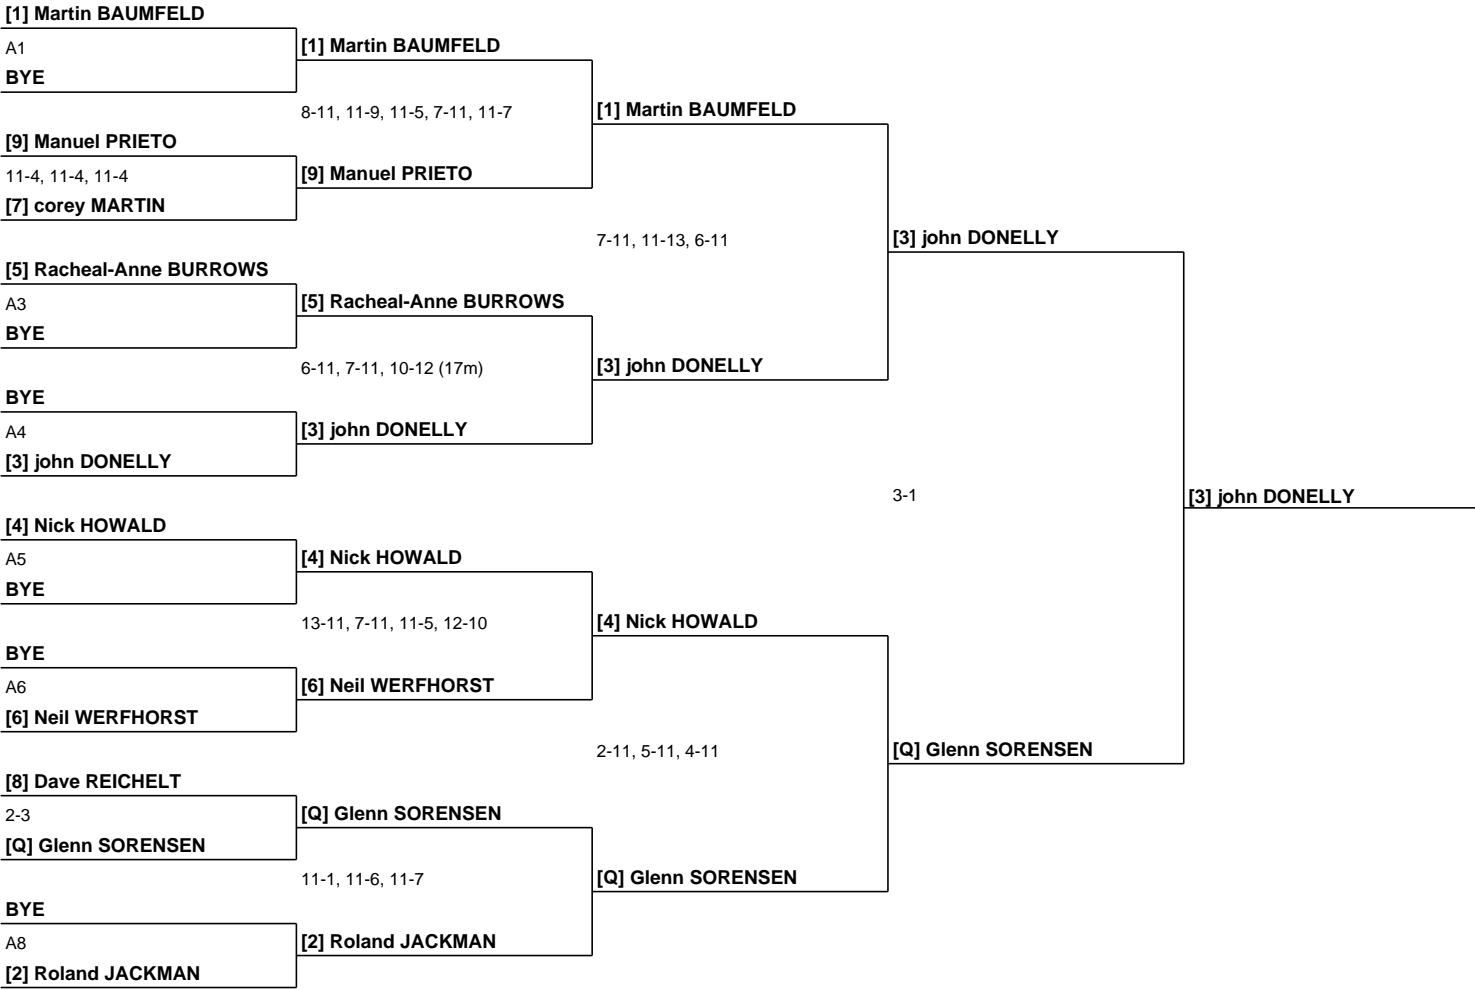 [1] Martin BAUMFELD
A1
BYE
[9] Manuel PRIETO
11-4, 11-4, 11-4
[7] corey MARTIN
[5] Racheal-Anne BURROWS
A3
BYE
BYE
A4
[3] john DONELLY
[4] Nick HOWALD
A5
BYE
BYE
A6
[6] Neil WERFHORST
[8] Dave REICHELT
2-3
[Q] Glenn SORENSEN
BYE
A8
[2] Roland JACKMAN
[1] Martin BAUMFELD
8-11, 11-9, 11-5, 7-11, 11-7
[9] Manuel PRIETO
[5] Racheal-Anne BURROWS
6-11, 7-11, 10-12 (17m)
[3] john DONELLY
[4] Nick HOWALD
13-11, 7-11, 11-5, 12-10
[6] Neil WERFHORST
[Q] Glenn SORENSEN
11-1, 11-6, 11-7
[2] Roland JACKMAN
[1] Martin BAUMFELD
7-11, 11-13, 6-11
[3] john DONELLY
[4] Nick HOWALD
2-11, 5-11, 4-11
[Q] Glenn SORENSEN
[3] john DONELLY
3-1
[Q] Glenn SORENSEN
[3] john DONELLY